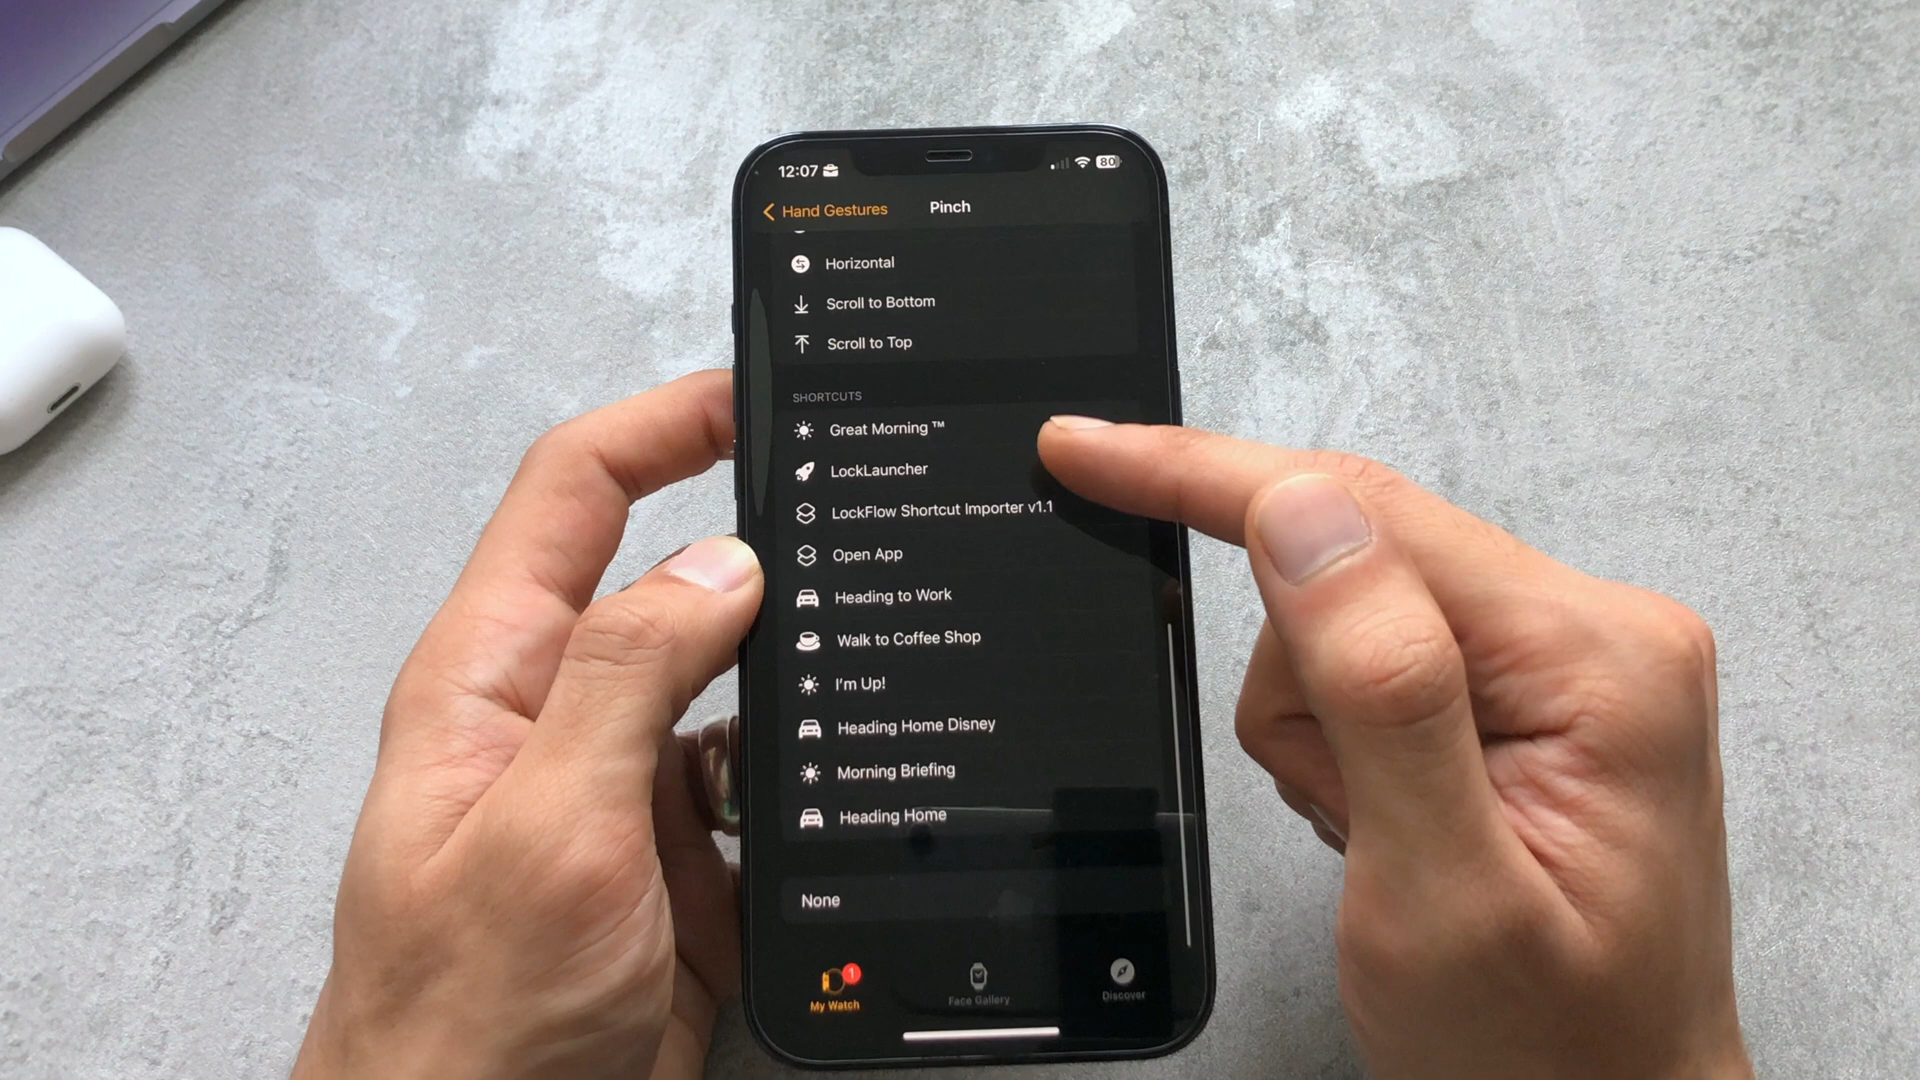 12:07
80
Hand Gestures
Pinch
Horizontal
Scroll to Bottom
Scroll to Top
SHORTCUTS
Great Morning ™
LockLauncher
LockFlow Shortcut Importer v1.1
Open App
Heading to Work
Walk to Coffee Shop
I'm Up!
Heading Home Disney
Morning Briefing
Heading Home
None
1
My Watch
Face Gallery
Discover